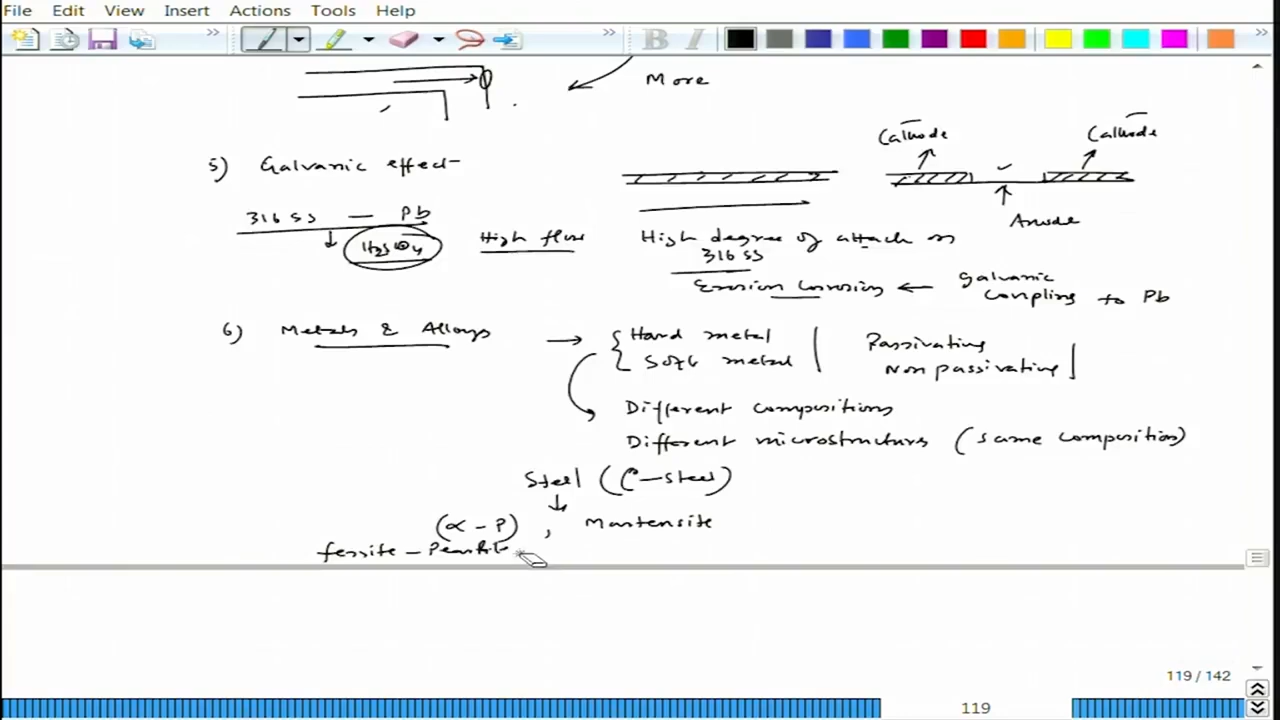 File Edit View Insert Actions Tools Help
B I
More
5) Galvanic effect
Cathode Cathode
Anode
316 SS — Pb
H2SO4
High flow
High degree of attack on
316 SS
Erosion corrosion ← Galvanic
coupling to Pb
6) Metals & Alloys → { Hard metal
Soft metal
Passivating
Non passivating
Different compositions
Different microstructures (same composition)
Steel (C-Steel)
(α - P) , Martensite
ferrite - Pearlite
119 / 142
119